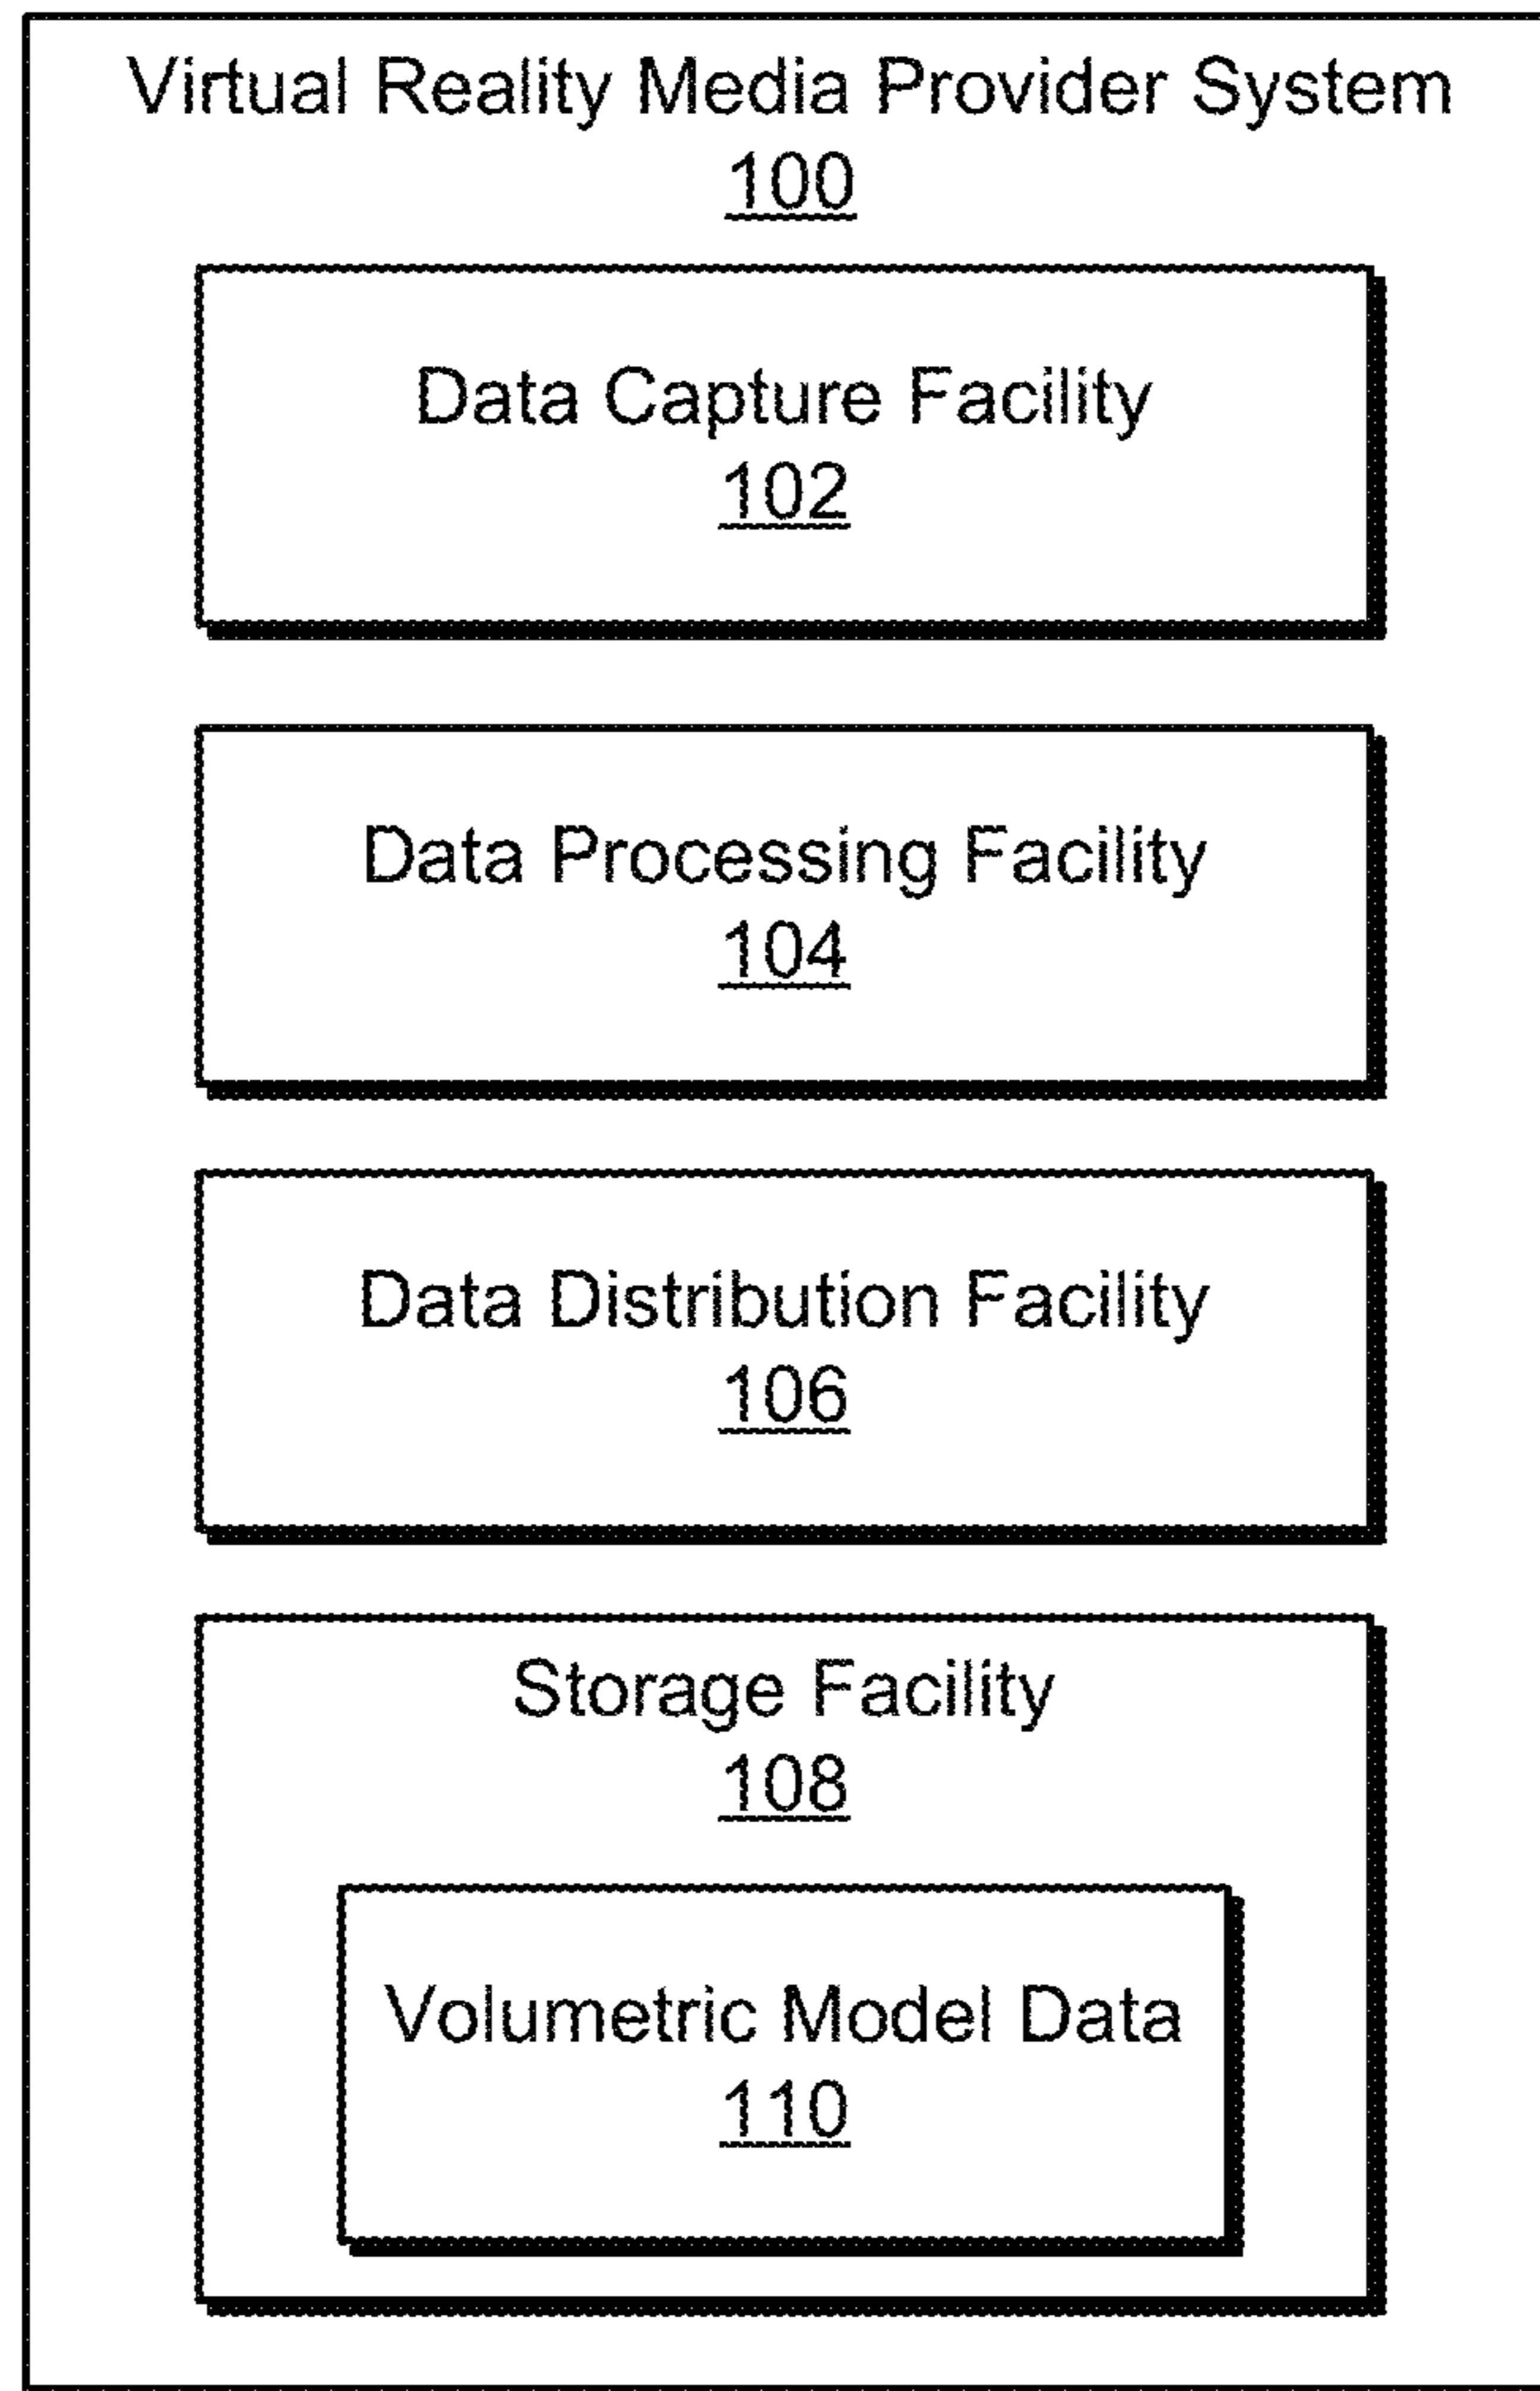 Virtual Reality Media Provider System
100
Data Capture Facility
102
Data Processing Facility
104
Data Distribution Facility
106
Storage Facility
108
Volumetric Model Data
110